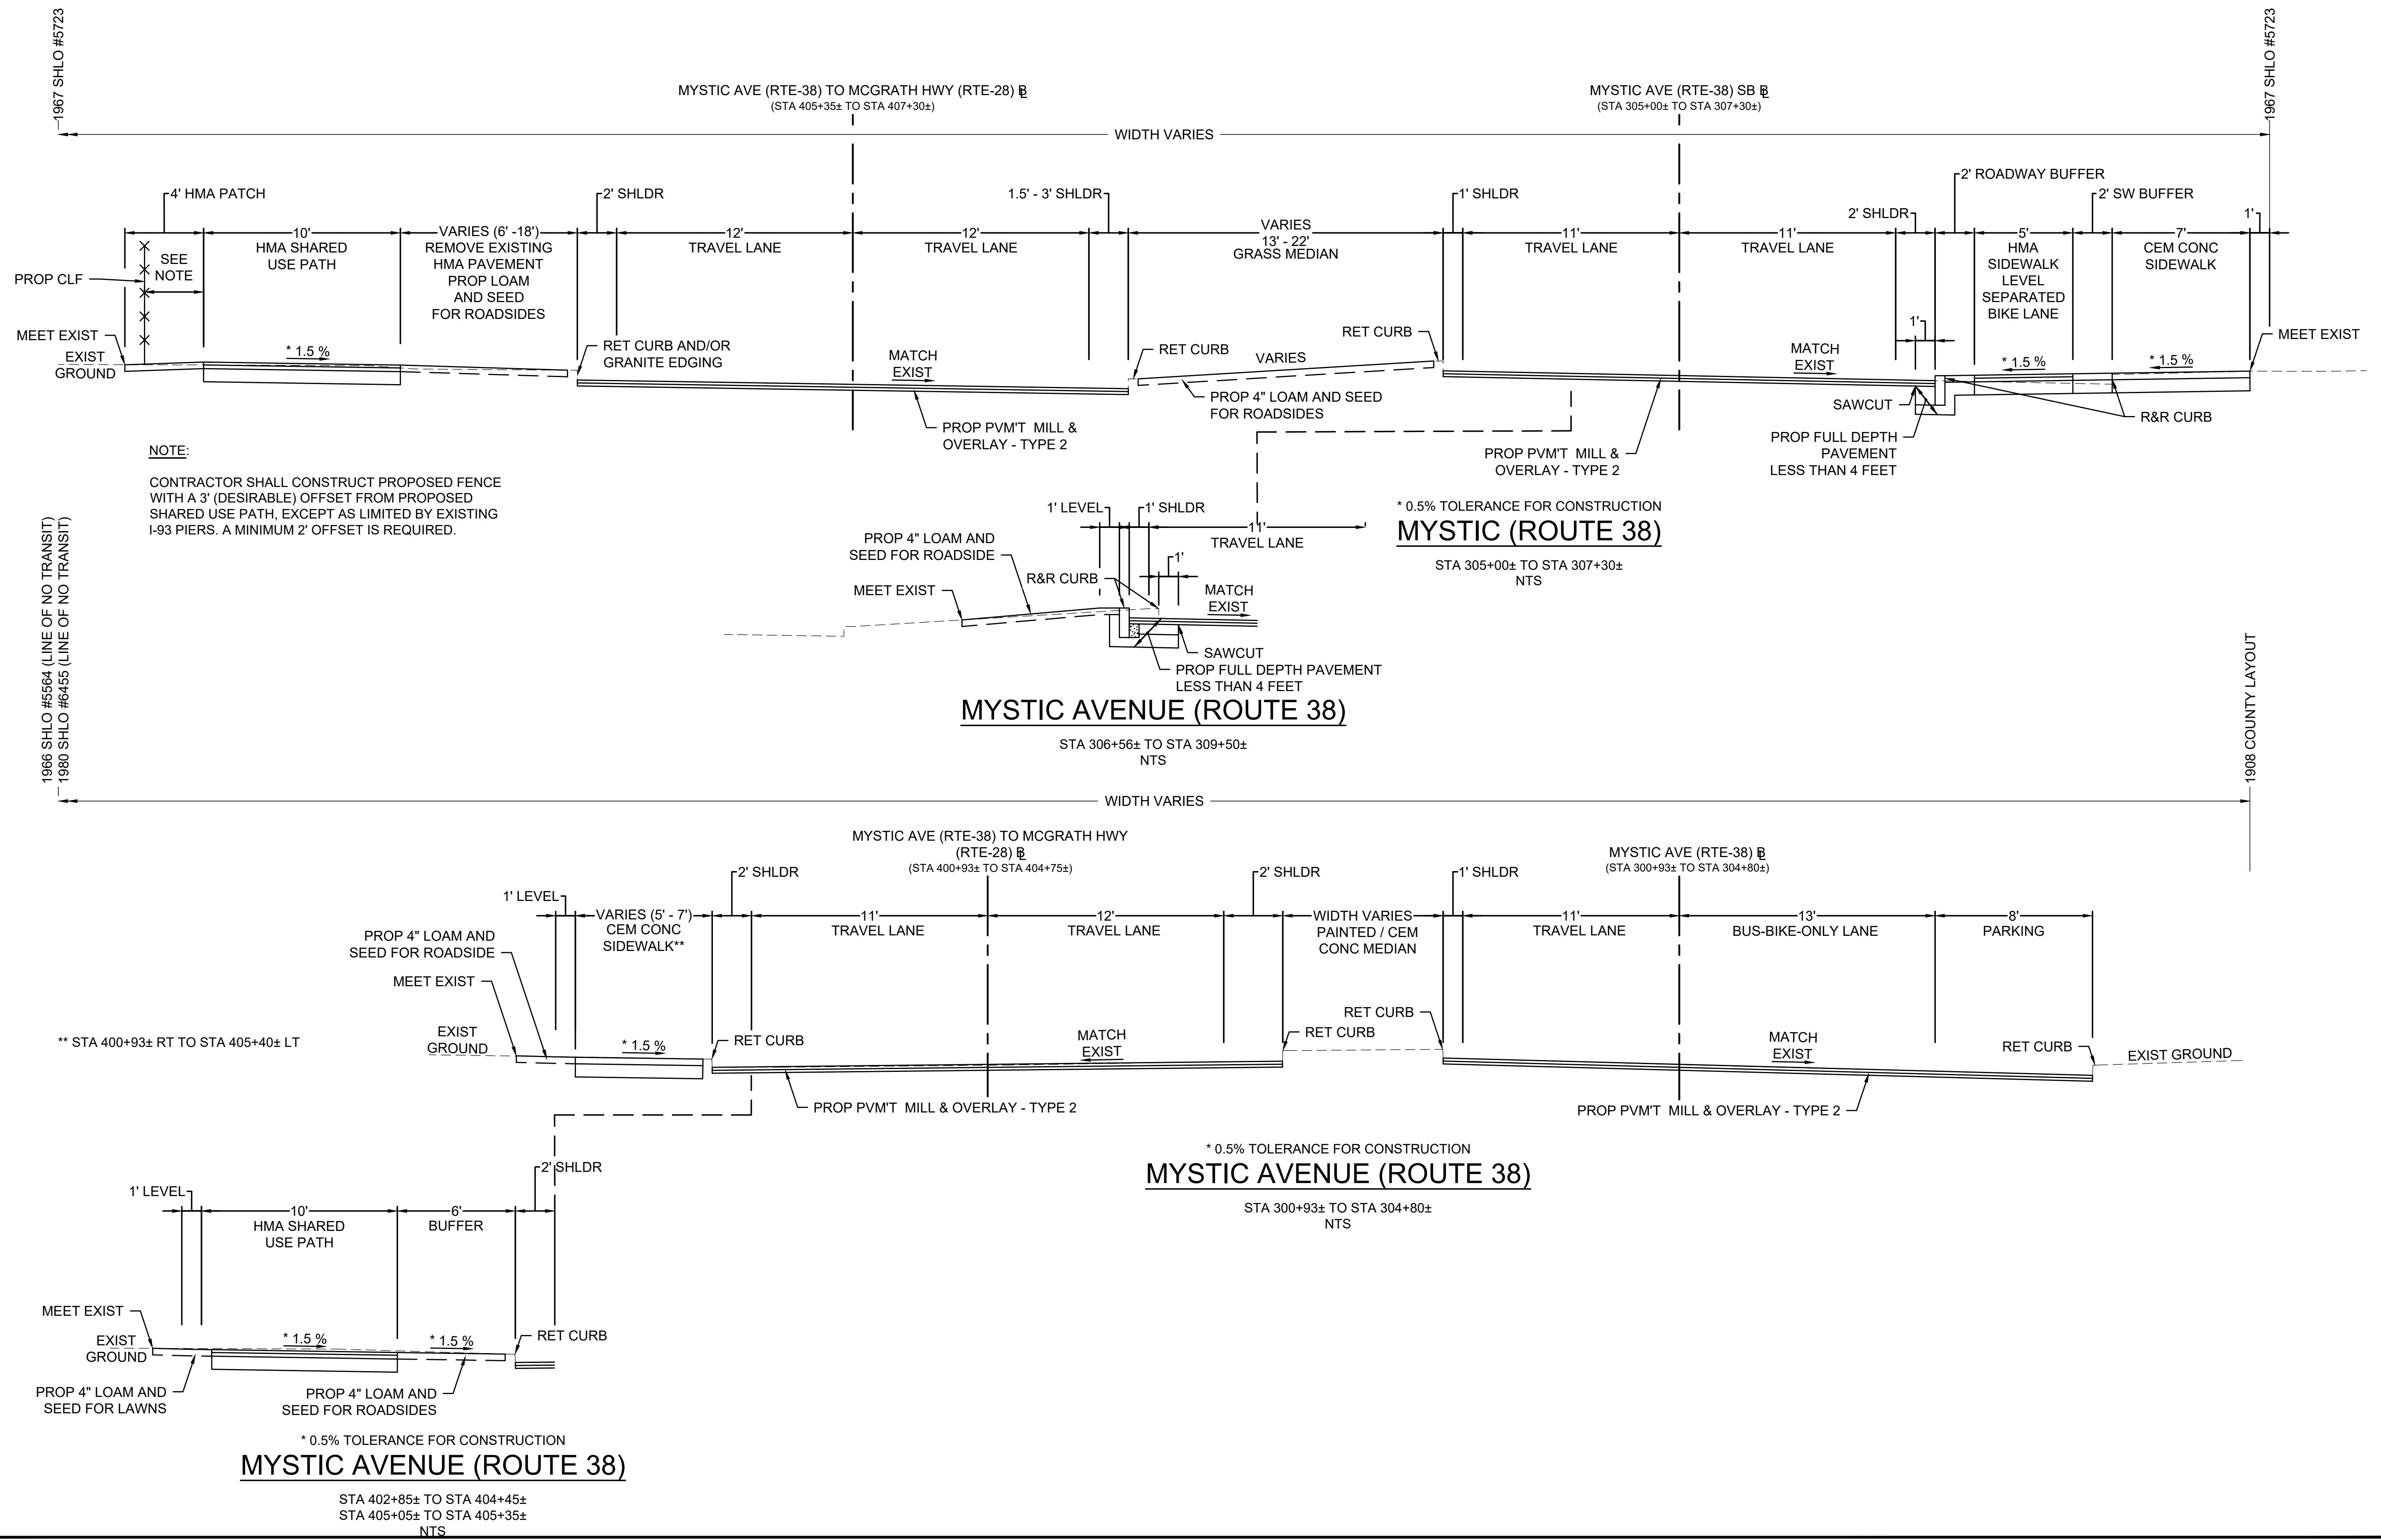 1967 SHLO #5723
1967 SHLO #5723
MYSTIC AVE (RTE-38) TO MCGRATH HWY (RTE-28) BL
(STA 405+35± TO STA 407+30±)
MYSTIC AVE (RTE-38) SB BL
(STA 305+00± TO STA 307+30±)
WIDTH VARIES
4' HMA PATCH
2' SHLDR
1.5' - 3' SHLDR
1' SHLDR
2' ROADWAY BUFFER
2' SW BUFFER
2' SHLDR
1'
SEE
NOTE
10'
HMA SHARED
USE PATH
VARIES (6' -18')
REMOVE EXISTING
HMA PAVEMENT
PROP LOAM
AND SEED
FOR ROADSIDES
12'
TRAVEL LANE
12'
TRAVEL LANE
VARIES
13' - 22'
GRASS MEDIAN
11'
TRAVEL LANE
11'
TRAVEL LANE
5'
HMA
SIDEWALK
LEVEL
SEPARATED
BIKE LANE
7'
CEM CONC
SIDEWALK
PROP CLF
MEET EXIST
EXIST
GROUND
* 1.5 %
RET CURB AND/OR
GRANITE EDGING
MATCH
EXIST
RET CURB
VARIES
RET CURB
MATCH
EXIST
1'
* 1.5 %
* 1.5 %
MEET EXIST
PROP PVM'T MILL &
OVERLAY - TYPE 2
PROP 4" LOAM AND SEED
FOR ROADSIDES
PROP PVM'T MILL &
OVERLAY - TYPE 2
SAWCUT
PROP FULL DEPTH
PAVEMENT
LESS THAN 4 FEET
R&R CURB
NOTE:
CONTRACTOR SHALL CONSTRUCT PROPOSED FENCE
WITH A 3' (DESIRABLE) OFFSET FROM PROPOSED
SHARED USE PATH, EXCEPT AS LIMITED BY EXISTING
I-93 PIERS. A MINIMUM 2' OFFSET IS REQUIRED.
* 0.5% TOLERANCE FOR CONSTRUCTION
MYSTIC (ROUTE 38)
STA 305+00± TO STA 307+30±
NTS
1' LEVEL
1' SHLDR
11'
TRAVEL LANE
PROP 4" LOAM AND
SEED FOR ROADSIDE
1'
R&R CURB
MEET EXIST
MATCH
EXIST
SAWCUT
PROP FULL DEPTH PAVEMENT
LESS THAN 4 FEET
MYSTIC AVENUE (ROUTE 38)
STA 306+56± TO STA 309+50±
NTS
1966 SHLO #5564 (LINE OF NO TRANSIT)
1980 SHLO #6455 (LINE OF NO TRANSIT)
1908 COUNTY LAYOUT
WIDTH VARIES
MYSTIC AVE (RTE-38) TO MCGRATH HWY
(RTE-28) BL
(STA 400+93± TO STA 404+75±)
MYSTIC AVE (RTE-38) BL
(STA 300+93± TO STA 304+80±)
1' LEVEL
2' SHLDR
2' SHLDR
1' SHLDR
VARIES (5' - 7')
CEM CONC
SIDEWALK**
11'
TRAVEL LANE
12'
TRAVEL LANE
WIDTH VARIES
PAINTED / CEM
CONC MEDIAN
11'
TRAVEL LANE
13'
BUS-BIKE-ONLY LANE
8'
PARKING
PROP 4" LOAM AND
SEED FOR ROADSIDE
MEET EXIST
EXIST
GROUND
* 1.5 %
RET CURB
MATCH
EXIST
RET CURB
RET CURB
MATCH
EXIST
RET CURB
EXIST GROUND
** STA 400+93± RT TO STA 405+40± LT
PROP PVM'T MILL & OVERLAY - TYPE 2
PROP PVM'T MILL & OVERLAY - TYPE 2
* 0.5% TOLERANCE FOR CONSTRUCTION
MYSTIC AVENUE (ROUTE 38)
STA 300+93± TO STA 304+80±
NTS
2' SHLDR
1' LEVEL
10'
HMA SHARED
USE PATH
6'
BUFFER
MEET EXIST
EXIST
GROUND
* 1.5 %
* 1.5 %
RET CURB
PROP 4" LOAM AND
SEED FOR LAWNS
PROP 4" LOAM AND
SEED FOR ROADSIDES
* 0.5% TOLERANCE FOR CONSTRUCTION
MYSTIC AVENUE (ROUTE 38)
STA 402+85± TO STA 404+45±
STA 405+05± TO STA 405+35±
NTS